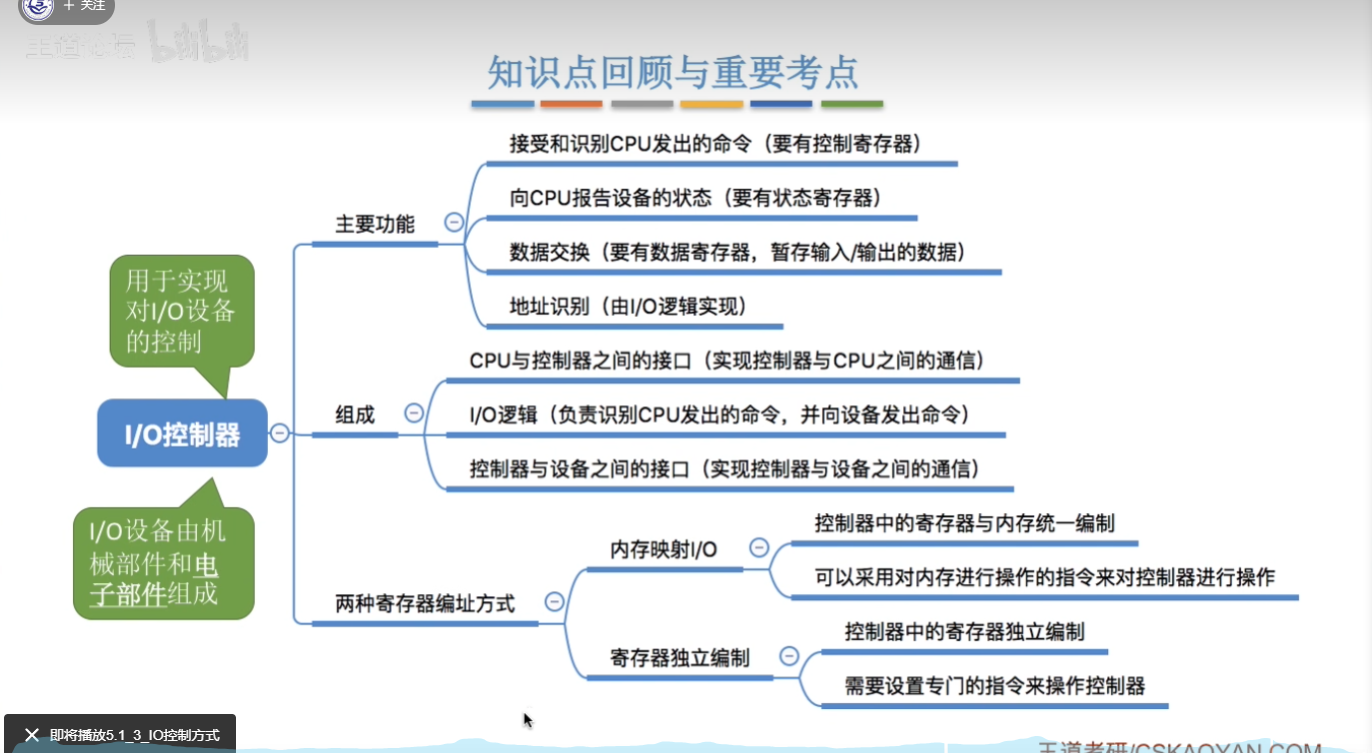 + 关注
王道论坛 bilibili
知识点回顾与重要考点
接受和识别CPU发出的命令（要有控制寄存器）
向CPU报告设备的状态（要有状态寄存器）
主要功能
数据交换（要有数据寄存器，暂存输入/输出的数据）
地址识别（由I/O逻辑实现）
用于实现
对I/O设备
的控制
CPU与控制器之间的接口（实现控制器与CPU之间的通信）
组成
I/O逻辑（负责识别CPU发出的命令，并向设备发出命令）
I/O控制器
控制器与设备之间的接口（实现控制器与设备之间的通信）
I/O设备由机
械部件和电
子部件组成
控制器中的寄存器与内存统一编制
内存映射I/O
可以采用对内存进行操作的指令来对控制器进行操作
两种寄存器编址方式
控制器中的寄存器独立编制
寄存器独立编制
需要设置专门的指令来操作控制器
即将播放5.1_3_IO控制方式
王道考研/CSKAOYAN.COM